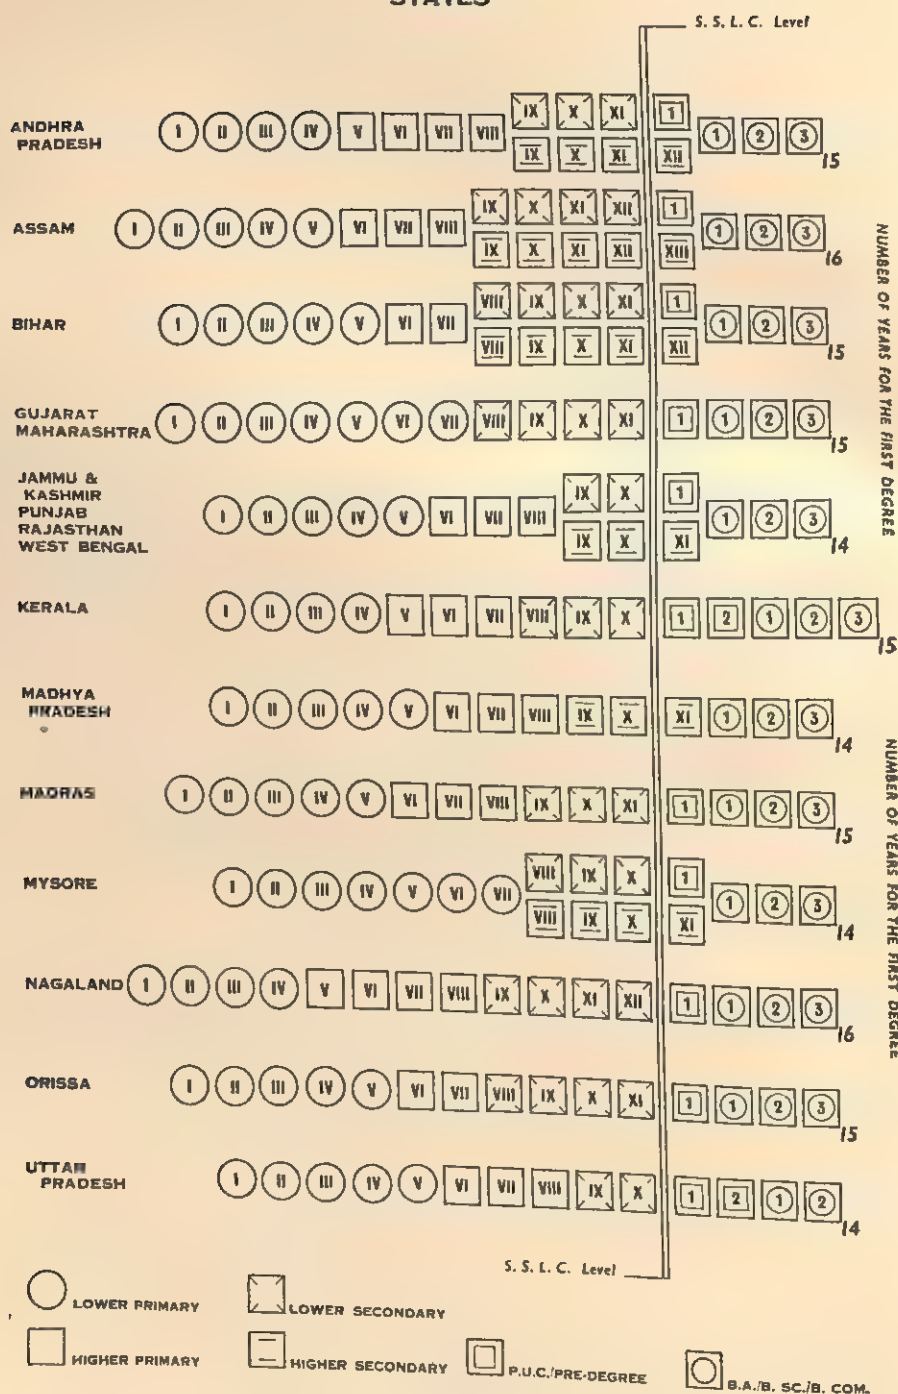 STATES
S. S. L. C. Level
ANDHRA
PRADESH
I II III IV V VI VII VIII IX X XI 1 1 2 3 15
IX X XI XII
ASSAM
I II III IV V VI VII VIII IX X XI XII 1 1 2 3 16
IX X XI XII XIII
BIHAR
I II III IV V VI VII VIII IX X XI 1 1 2 3 15
VIII IX X XI XII
GUJARAT
MAHARASHTRA
I II III IV V VI VII VIII IX X XI 1 1 2 3 15
JAMMU &
KASHMIR
PUNJAB
RAJASTHAN
WEST BENGAL
I II III IV V VI VII VIII IX X 1 1 2 3 14
IX X XI
KERALA
I II III IV V VI VII VIII IX X 1 2 1 2 3 15
MADHYA
PRADESH
I II III IV V VI VII VIII IX X XI 1 2 3 14
MADRAS
I II III IV V VI VII VIII IX X XI 1 1 2 3 15
MYSORE
I II III IV V VI VII VIII IX X 1 1 2 3 14
VIII IX X XI
NAGALAND
I II III IV V VI VII VIII IX X XI XII 1 1 2 3 16
ORISSA
I II III IV V VI VII VIII IX X XI 1 1 2 3 15
UTTAR
PRADESH
I II III IV V VI VII VIII IX X 1 2 1 2 14
S. S. L. C. Level
NUMBER OF YEARS FOR THE FIRST DEGREE
NUMBER OF YEARS FOR THE FIRST DEGREE
LOWER PRIMARY
LOWER SECONDARY
HIGHER PRIMARY
HIGHER SECONDARY
P.U.C./PRE-DEGREE
B.A./B. SC./B. COM.